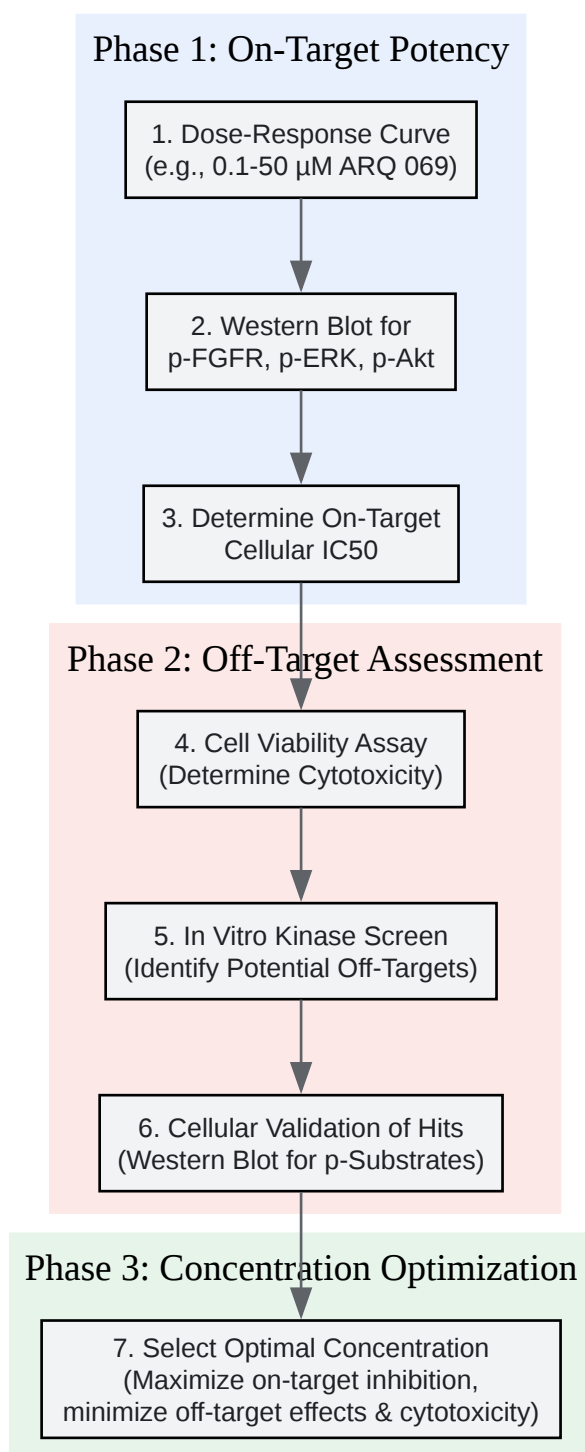 Phase 1: On-Target Potency
1. Dose-Response Curve
(e.g., 0.1-50 µM ARQ 069)
2. Western Blot for
p-FGFR, p-ERK, p-Akt
3. Determine On-Target
Cellular IC50
Phase 2: Off-Target Assessment
4. Cell Viability Assay
(Determine Cytotoxicity)
5. In Vitro Kinase Screen
(Identify Potential Off-Targets)
6. Cellular Validation of Hits
(Western Blot for p-Substrates)
Phase 3: Concentration Optimization
7. Select Optimal Concentration
(Maximize on-target inhibition,
minimize off-target effects & cytotoxicity)